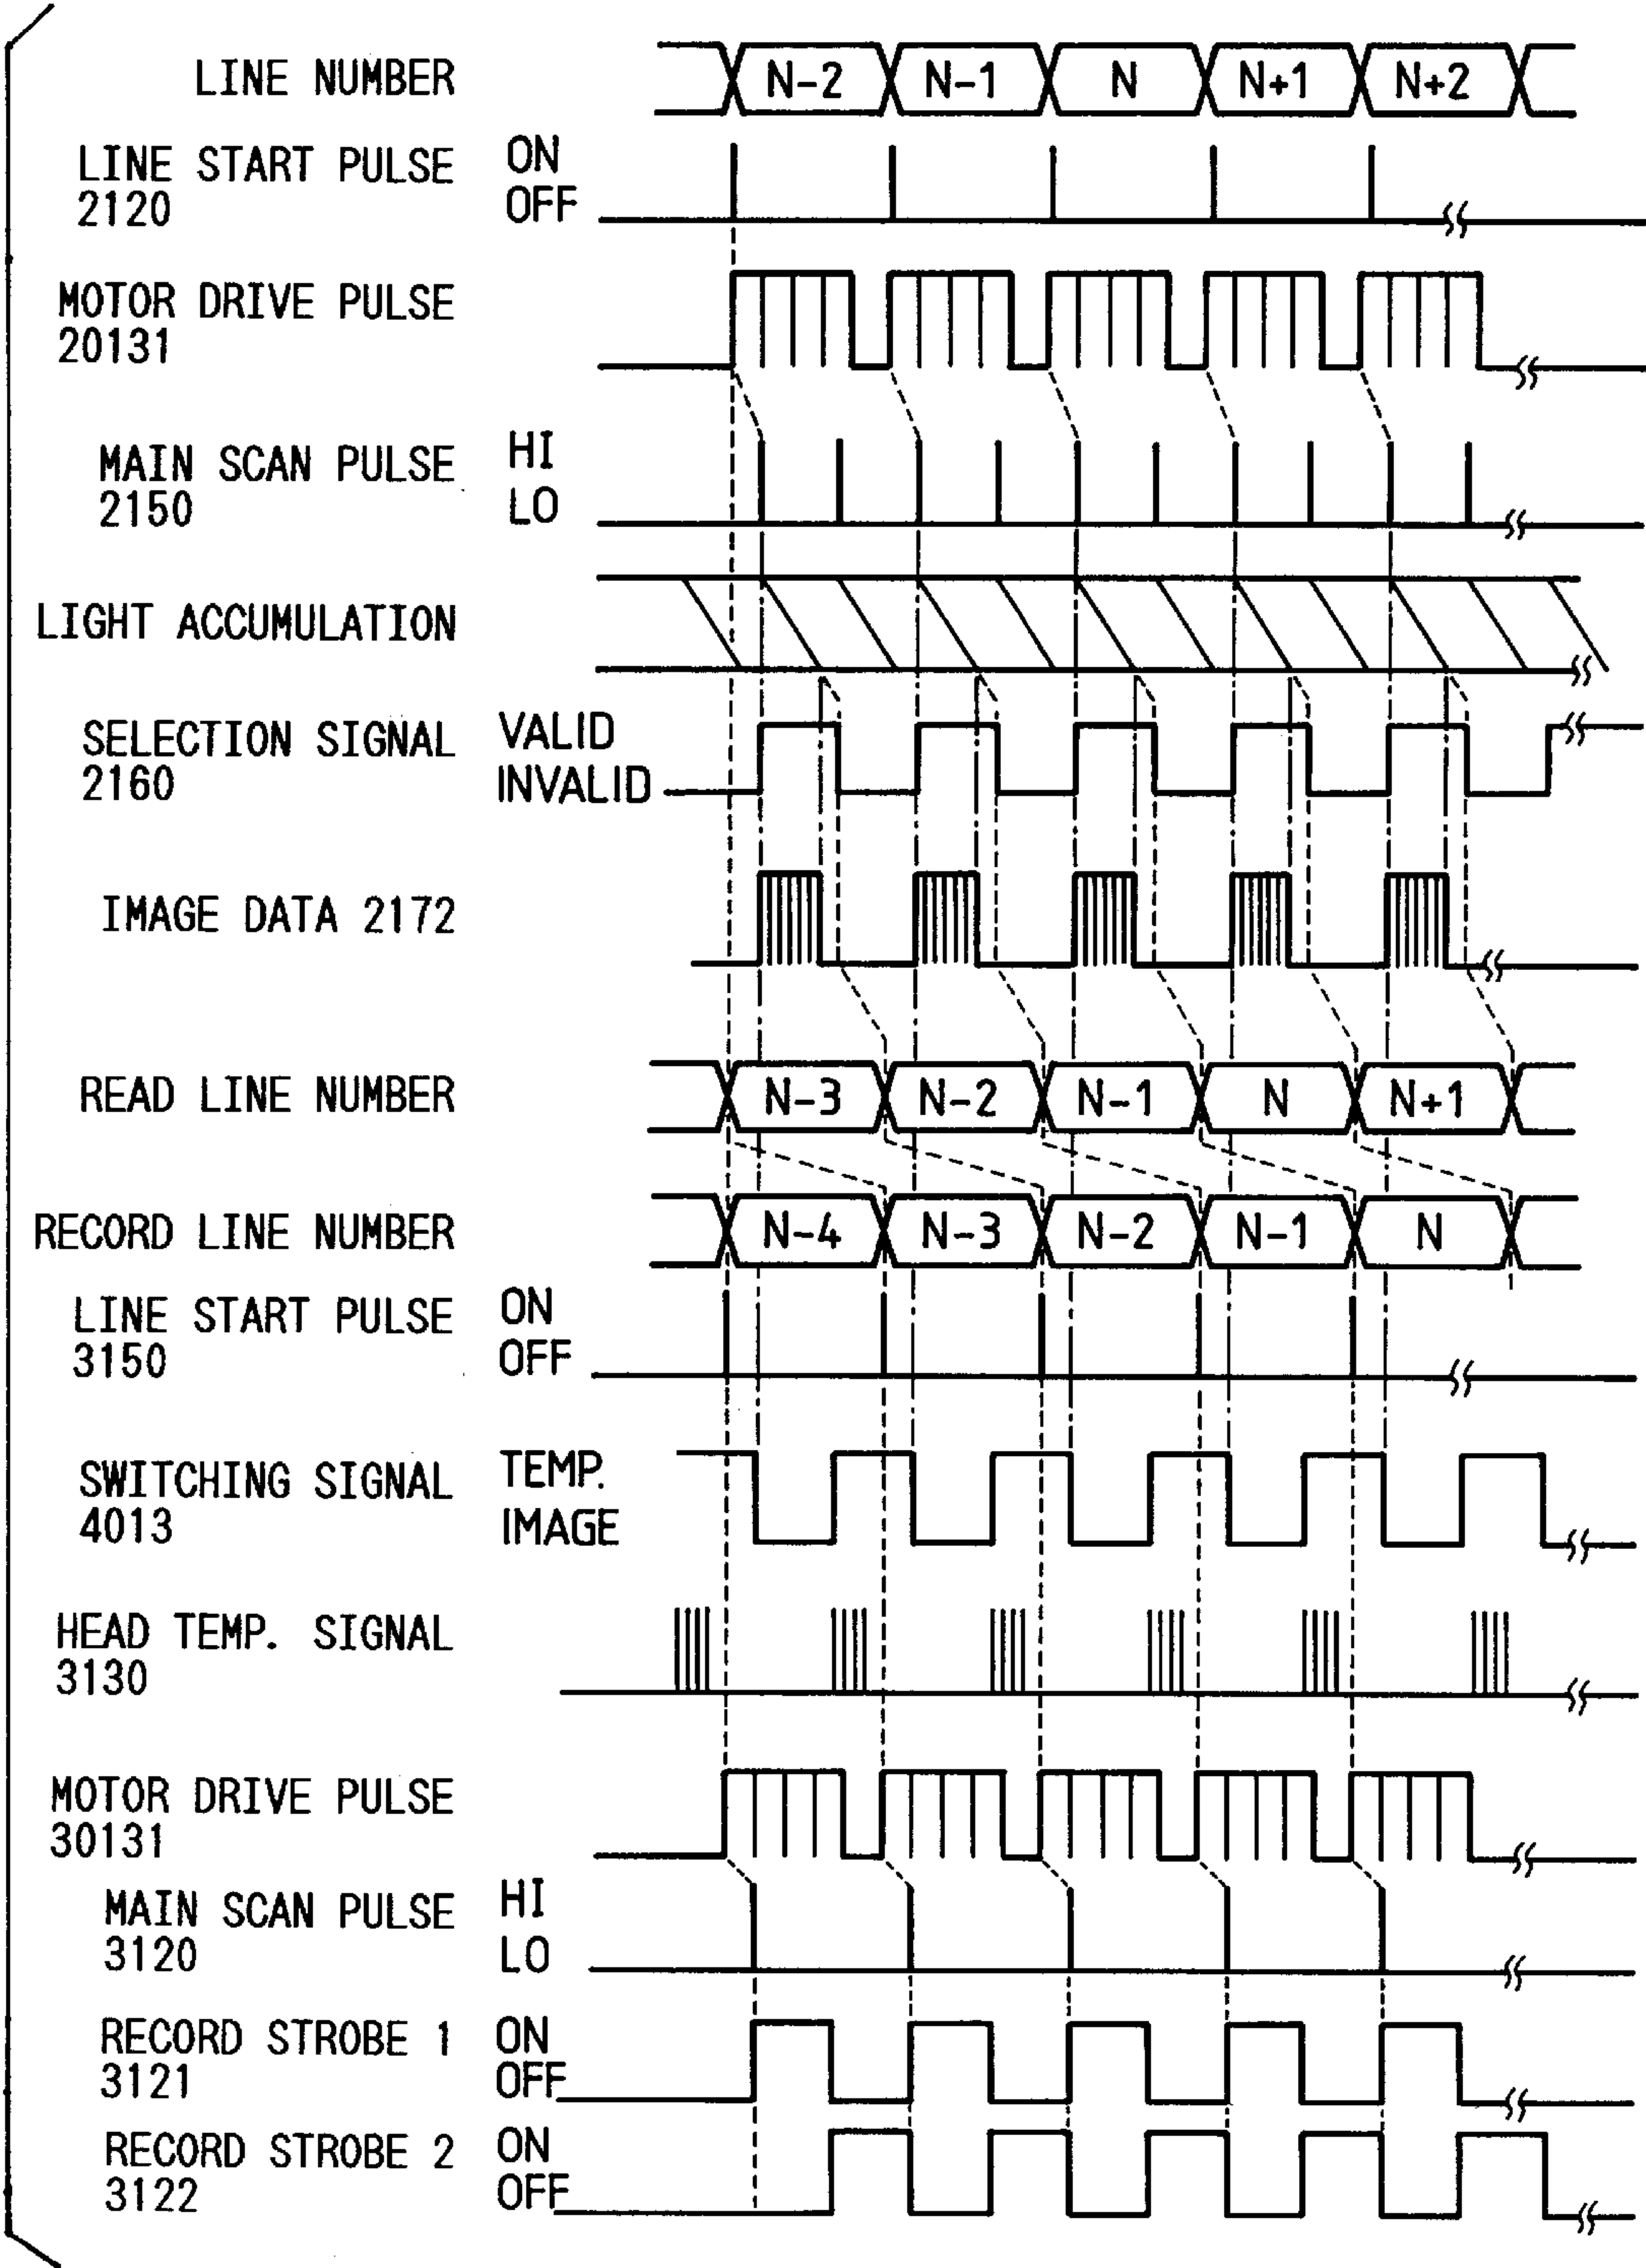 LINE NUMBER
N-2 N-1 N N+1 N+2
LINE START PULSE ON
2120 OFF
MOTOR DRIVE PULSE
20131
MAIN SCAN PULSE HI
2150 LO
LIGHT ACCUMULATION
SELECTION SIGNAL VALID
2160 INVALID
IMAGE DATA 2172
READ LINE NUMBER
N-3 N-2 N-1 N N+1
RECORD LINE NUMBER
N-4 N-3 N-2 N-1 N
LINE START PULSE ON
3150 OFF
SWITCHING SIGNAL TEMP.
4013 IMAGE
HEAD TEMP. SIGNAL
3130
MOTOR DRIVE PULSE
30131
MAIN SCAN PULSE HI
3120 LO
RECORD STROBE 1 ON
3121 OFF
RECORD STROBE 2 ON
3122 OFF